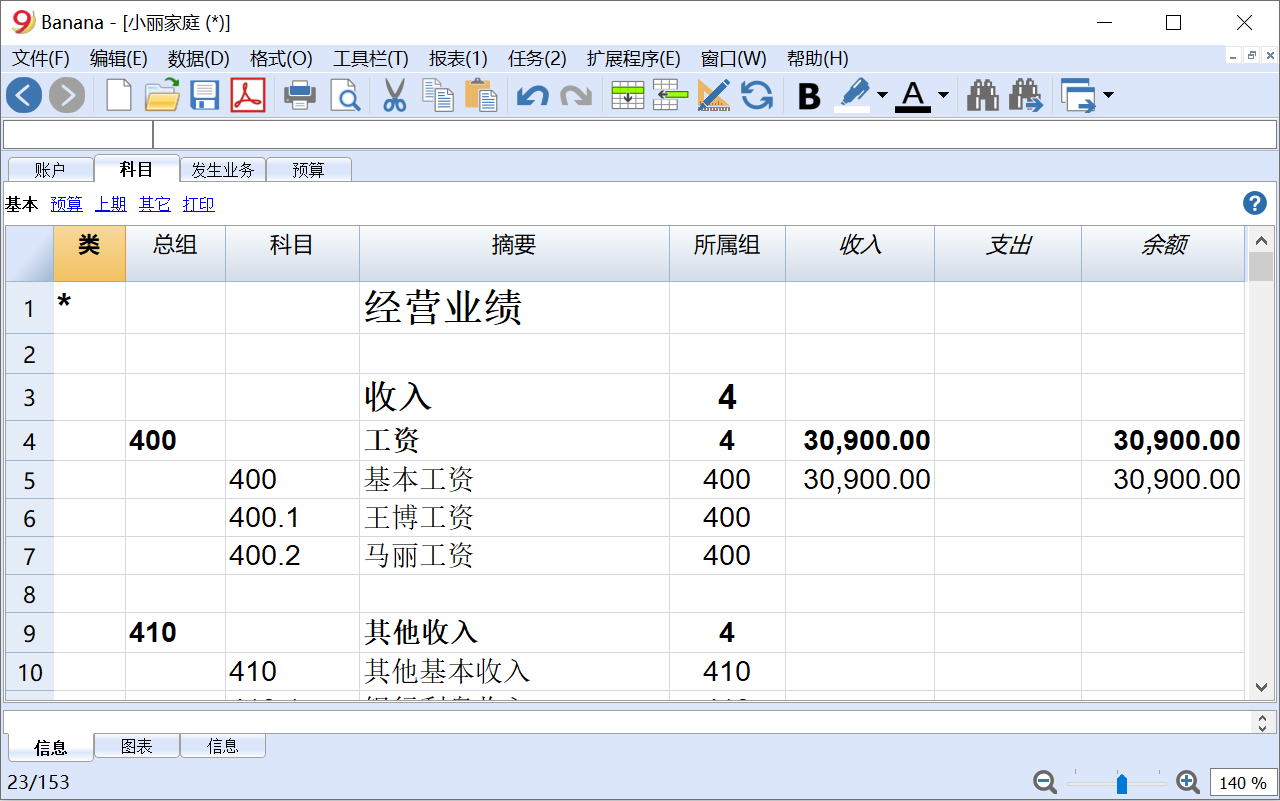 Banana - [小丽家庭 (*)]
文件(F) 编辑(E) 数据(D) 格式(O) 工具栏(T) 报表(1) 任务(2) 扩展程序(E) 窗口(W) 帮助(H)
B A
账户 科目 发生业务 预算
基本 预算 上期 其它 打印 ?
类 总组 科目 摘要 所属组 收入 支出 余额
1 * 经营业绩
2
3 收入 4
4 400 工资 4 30,900.00 30,900.00
5 400 基本工资 400 30,900.00 30,900.00
6 400.1 王博工资 400
7 400.2 马丽工资 400
8
9 410 其他收入 4
10 410 其他基本收入 410
信息 图表 信息
23/153 140 %